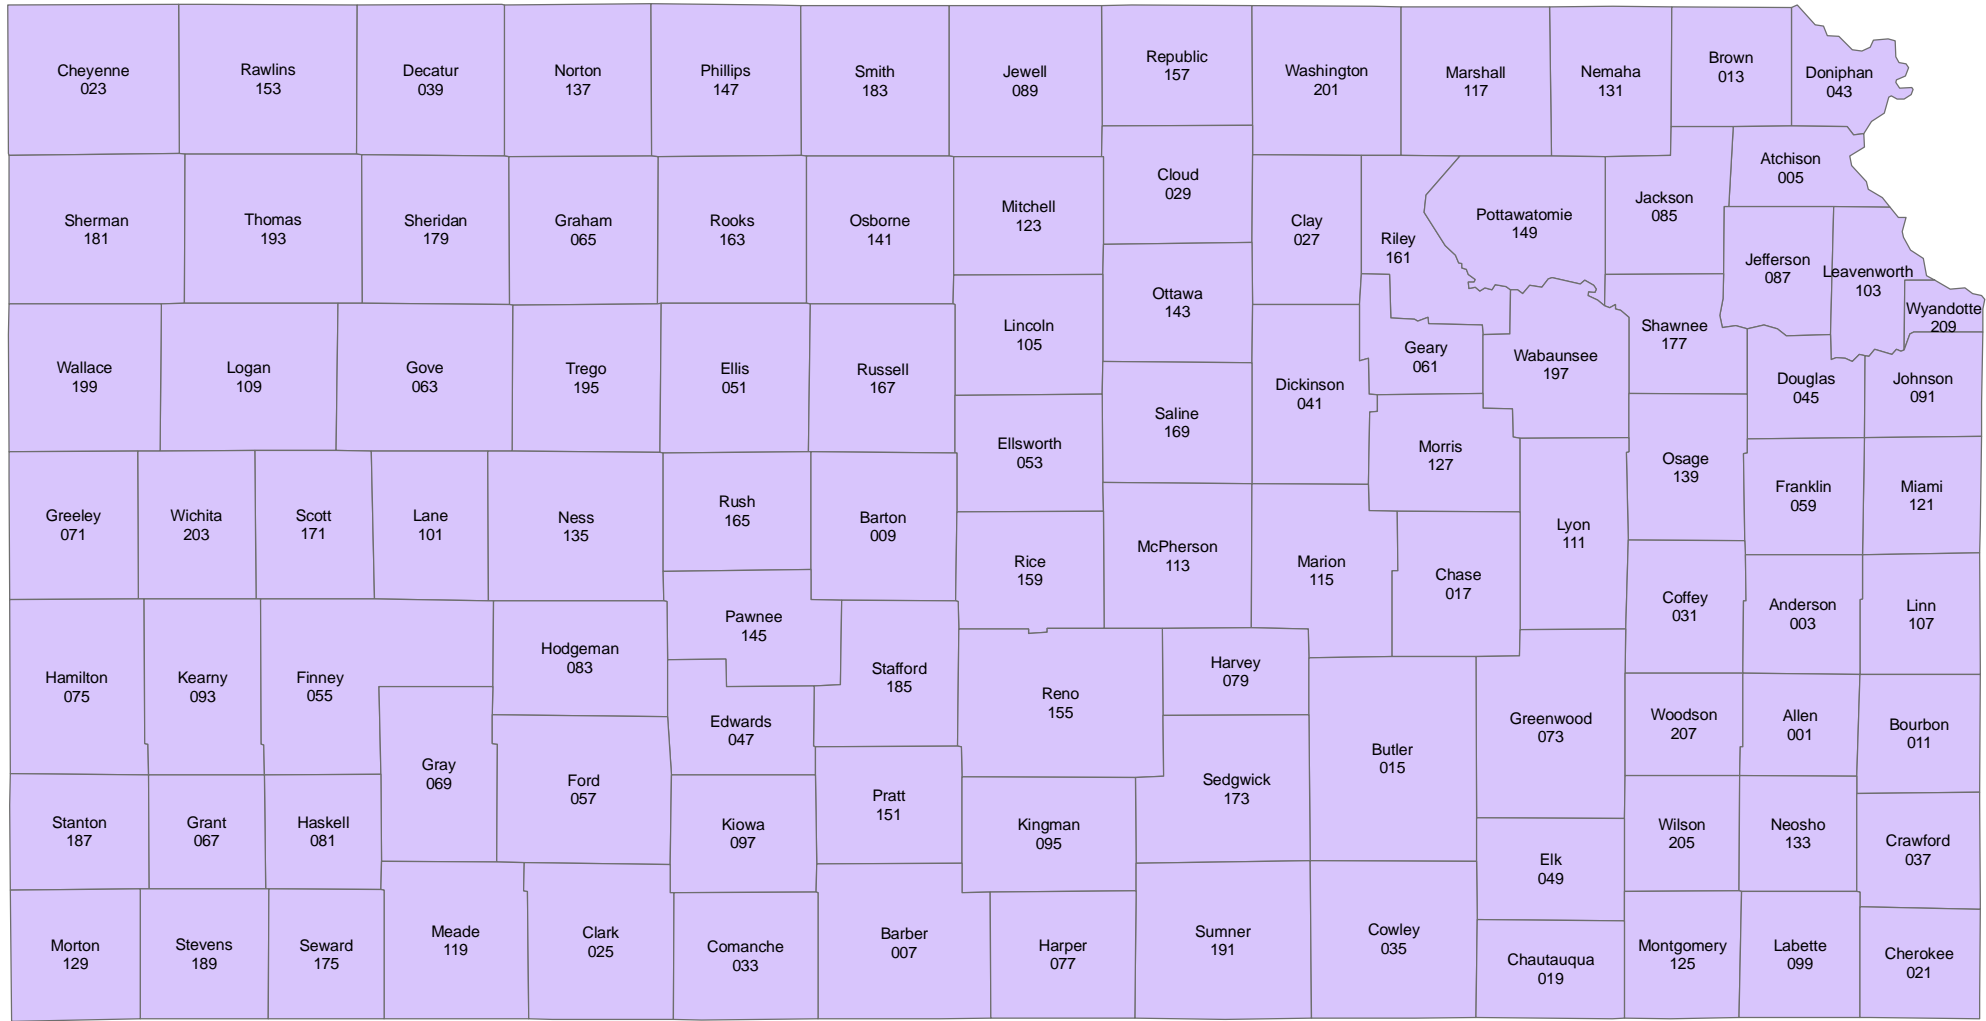 Cheyenne
023
Rawlins
153
Decatur
039
Norton
137
Phillips
147
Smith
183
Jewell
089
Republic
157
Washington
201
Marshall
117
Nemaha
131
Brown
013
Doniphan
043
Atchison
005
Cloud
029
Sherman
181
Thomas
193
Sheridan
179
Graham
065
Rooks
163
Osborne
141
Mitchell
123
Clay
027
Riley
161
Pottawatomie
149
Jackson
085
Jefferson
087
Leavenworth
103
Wyandotte
209
Ottawa
143
Lincoln
105
Wallace
199
Logan
109
Gove
063
Trego
195
Ellis
051
Russell
167
Saline
169
Dickinson
041
Geary
061
Wabaunsee
197
Shawnee
177
Douglas
045
Johnson
091
Ellsworth
053
Morris
127
Osage
139
Franklin
059
Miami
121
Greeley
071
Wichita
203
Scott
171
Lane
101
Ness
135
Rush
165
Barton
009
Rice
159
McPherson
113
Marion
115
Chase
017
Lyon
111
Coffey
031
Anderson
003
Linn
107
Hamilton
075
Kearny
093
Finney
055
Hodgeman
083
Pawnee
145
Stafford
185
Edwards
047
Reno
155
Harvey
079
Greenwood
073
Woodson
207
Allen
001
Bourbon
011
Gray
069
Ford
057
Pratt
151
Sedgwick
173
Butler
015
Stanton
187
Grant
067
Haskell
081
Kiowa
097
Kingman
095
Elk
049
Wilson
205
Neosho
133
Crawford
037
Morton
129
Stevens
189
Seward
175
Meade
119
Clark
025
Comanche
033
Barber
007
Harper
077
Sumner
191
Cowley
035
Chautauqua
019
Montgomery
125
Labette
099
Cherokee
021